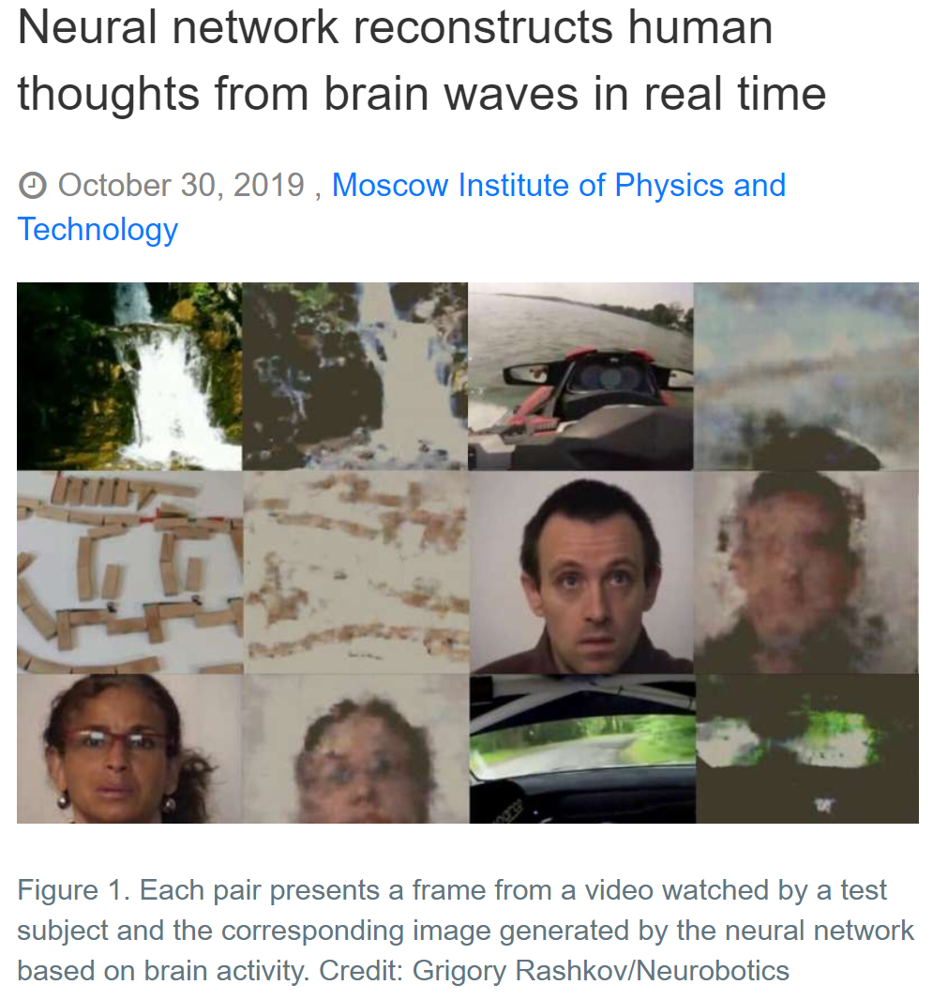 Neural network reconstructs human
thoughts from brain waves in real time
October 30, 2019 , Moscow Institute of Physics and
Technology
Figure 1. Each pair presents a frame from a video watched by a test
subject and the corresponding image generated by the neural network
based on brain activity. Credit: Grigory Rashkov/Neurobotics